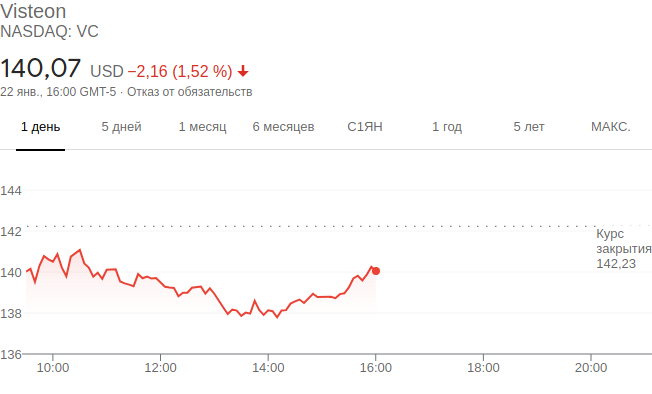 Visteon
NASDAQ: VC
140,07 USD −2,16 (1,52 %)
22 янв., 16:00 GMT-5 · Отказ от обязательств
1 день 5 дней 1 месяц 6 месяцев С1ЯН 1 год 5 лет МАКС.
144
142
Курс
закрытия
142,23
140
138
136
10:00 12:00 14:00 16:00 18:00 20:00